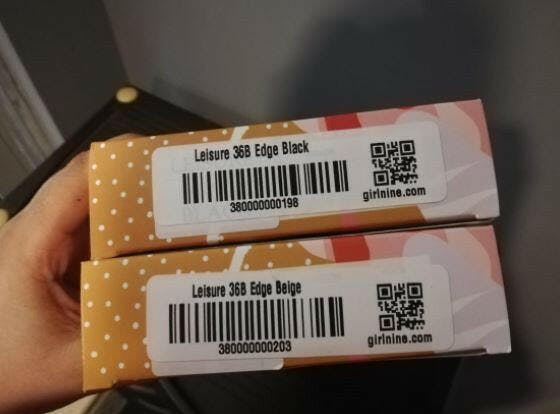 Leisure 36B Edge Black
380000000198
girlnine.com
Leisure 36B Edge Beige
380000000203
girlnine.com